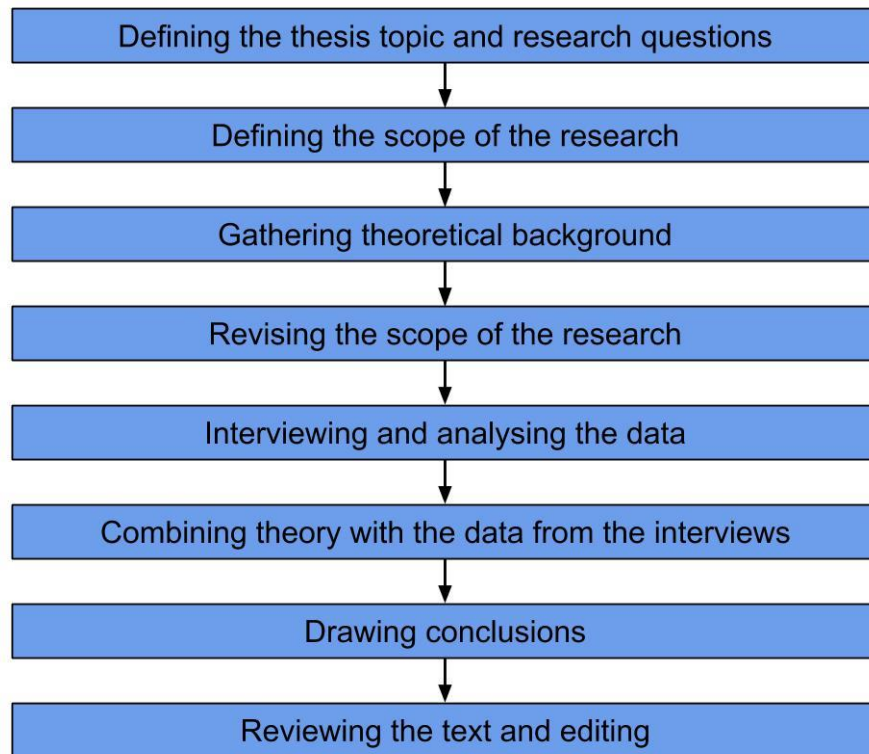 Defining the thesis topic and research questions
Defining the scope of the research
Gathering theoretical background
Revising the scope of the research
Interviewing and analysing the data
Combining theory with the data from the interviews
Drawing conclusions
Reviewing the text and editing